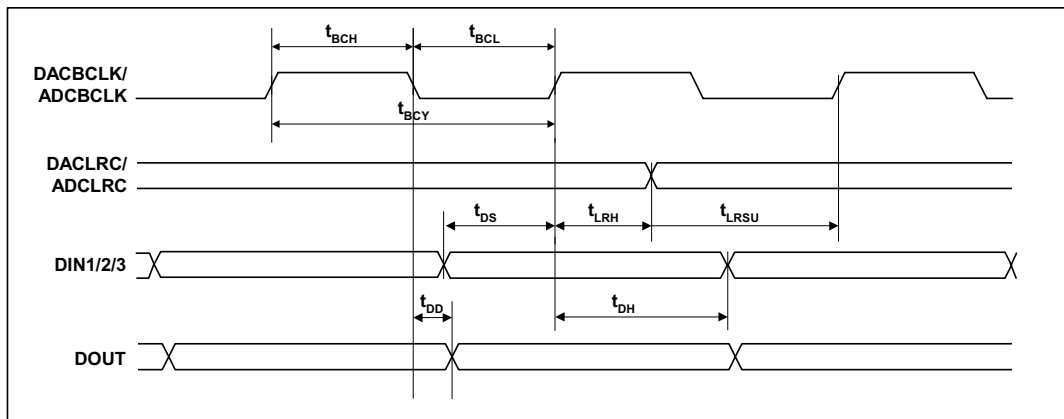 tBCH
tBCL
DACBCLK/
ADCBCLK
tBCY
DACLRC/
ADCLRC
tDS
tLRH
tLRSU
DIN1/2/3
tDD
tDH
DOUT